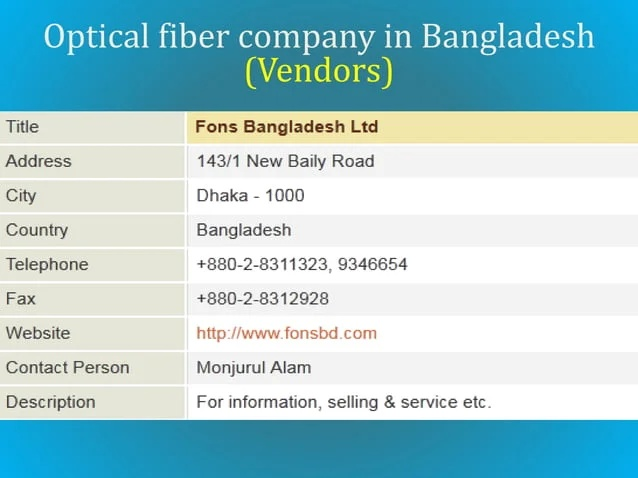 Optical fiber company in Bangladesh
(Vendors)
Title Fons Bangladesh Ltd
Address 143/1 New Baily Road
City Dhaka - 1000
Country Bangladesh
Telephone +880-2-8311323, 9346654
Fax +880-2-8312928
Website http://www.fonsbd.com
Contact Person Monjurul Alam
Description For information, selling & service etc.